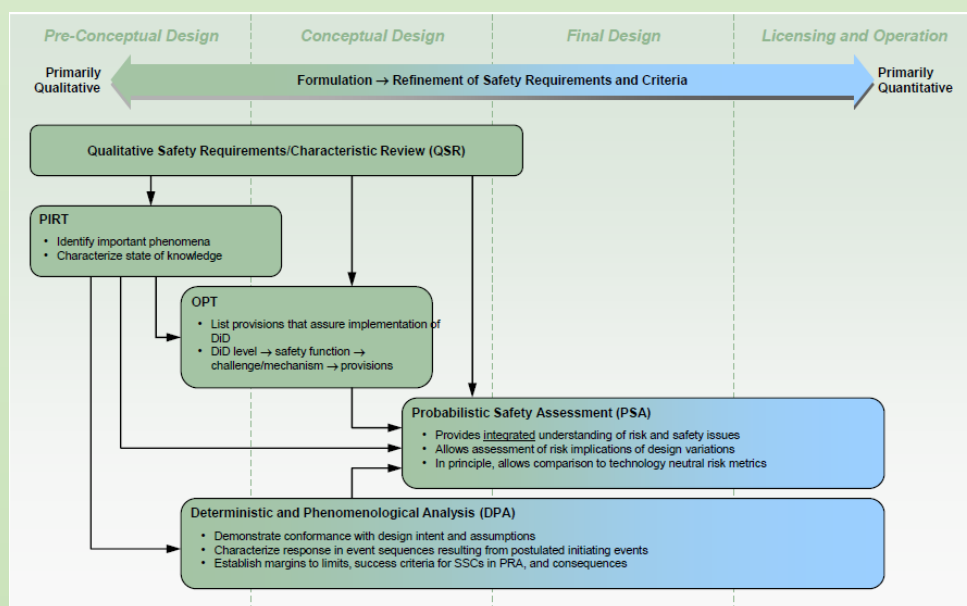 Pre-Conceptual Design
Conceptual Design
Final Design
Licensing and Operation
Primarily
Qualitative
Formulation → Refinement of Safety Requirements and Criteria
Primarily
Quantitative
Qualitative Safety Requirements/Characteristic Review (QSR)
PIRT
• Identify important phenomena
• Characterize state of knowledge
OPT
• List provisions that assure implementation of
DiD
• DiD level → safety function →
challenge/mechanism → provisions
Probabilistic Safety Assessment (PSA)
• Provides integrated understanding of risk and safety issues
• Allows assessment of risk implications of design variations
• In principle, allows comparison to technology neutral risk metrics
Deterministic and Phenomenological Analysis (DPA)
• Demonstrate conformance with design intent and assumptions
• Characterize response in event sequences resulting from postulated initiating events
• Establish margins to limits, success criteria for SSCs in PRA, and consequences